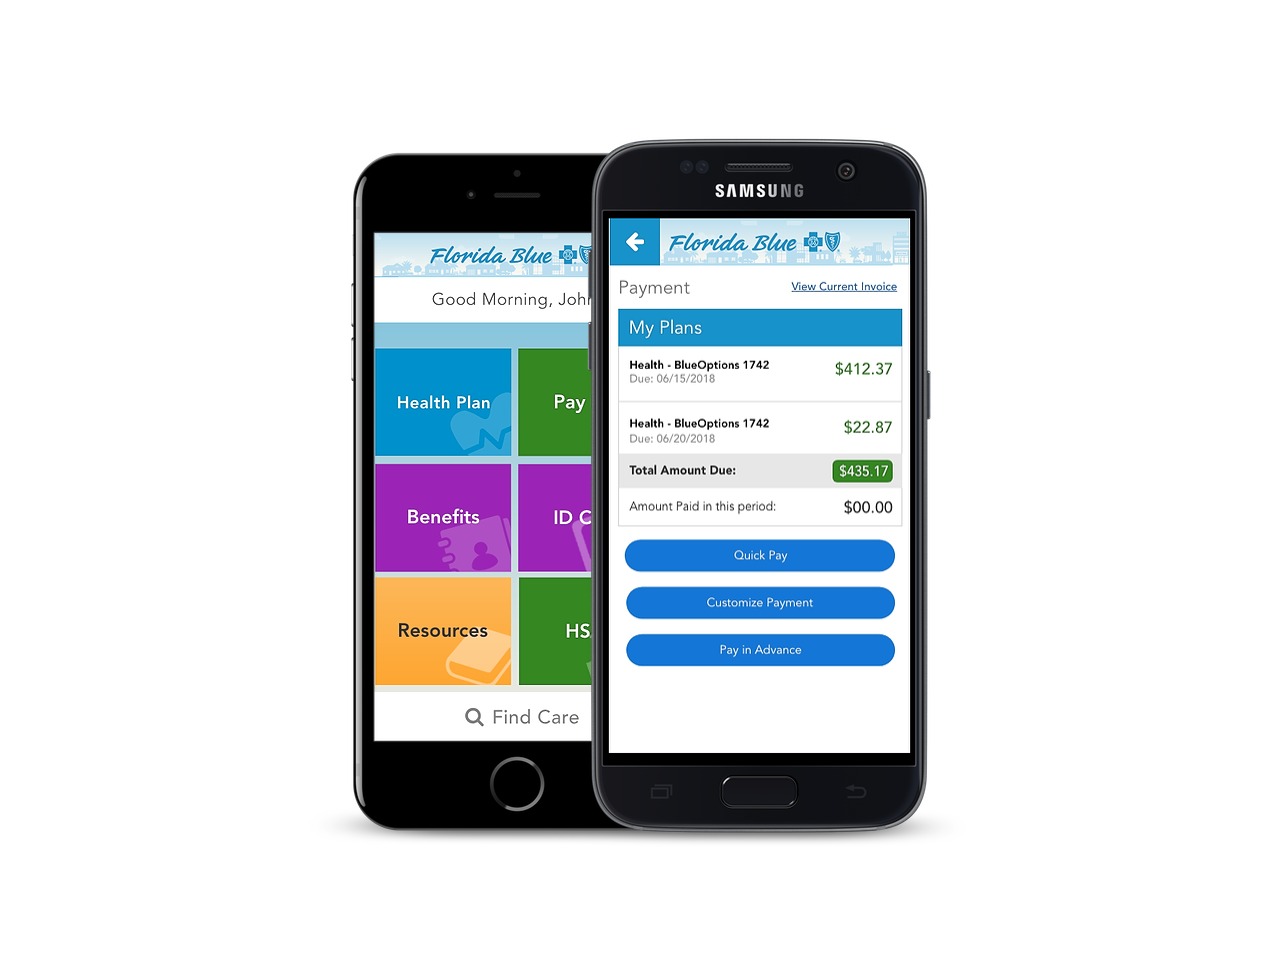 Florida Blue
Good Morning, John
Health Plan
Pay
Benefits
ID C
Resources
HS
Find Care
SAMSUNG
Florida Blue
Payment
View Current Invoice
My Plans
Health - BlueOptions 1742
$412.37
Due: 06/15/2018
Health - BlueOptions 1742
$22.87
Due: 06/20/2018
Total Amount Due:
$435.17
Amount Paid in this period:
$00.00
Quick Pay
Customize Payment
Pay in Advance